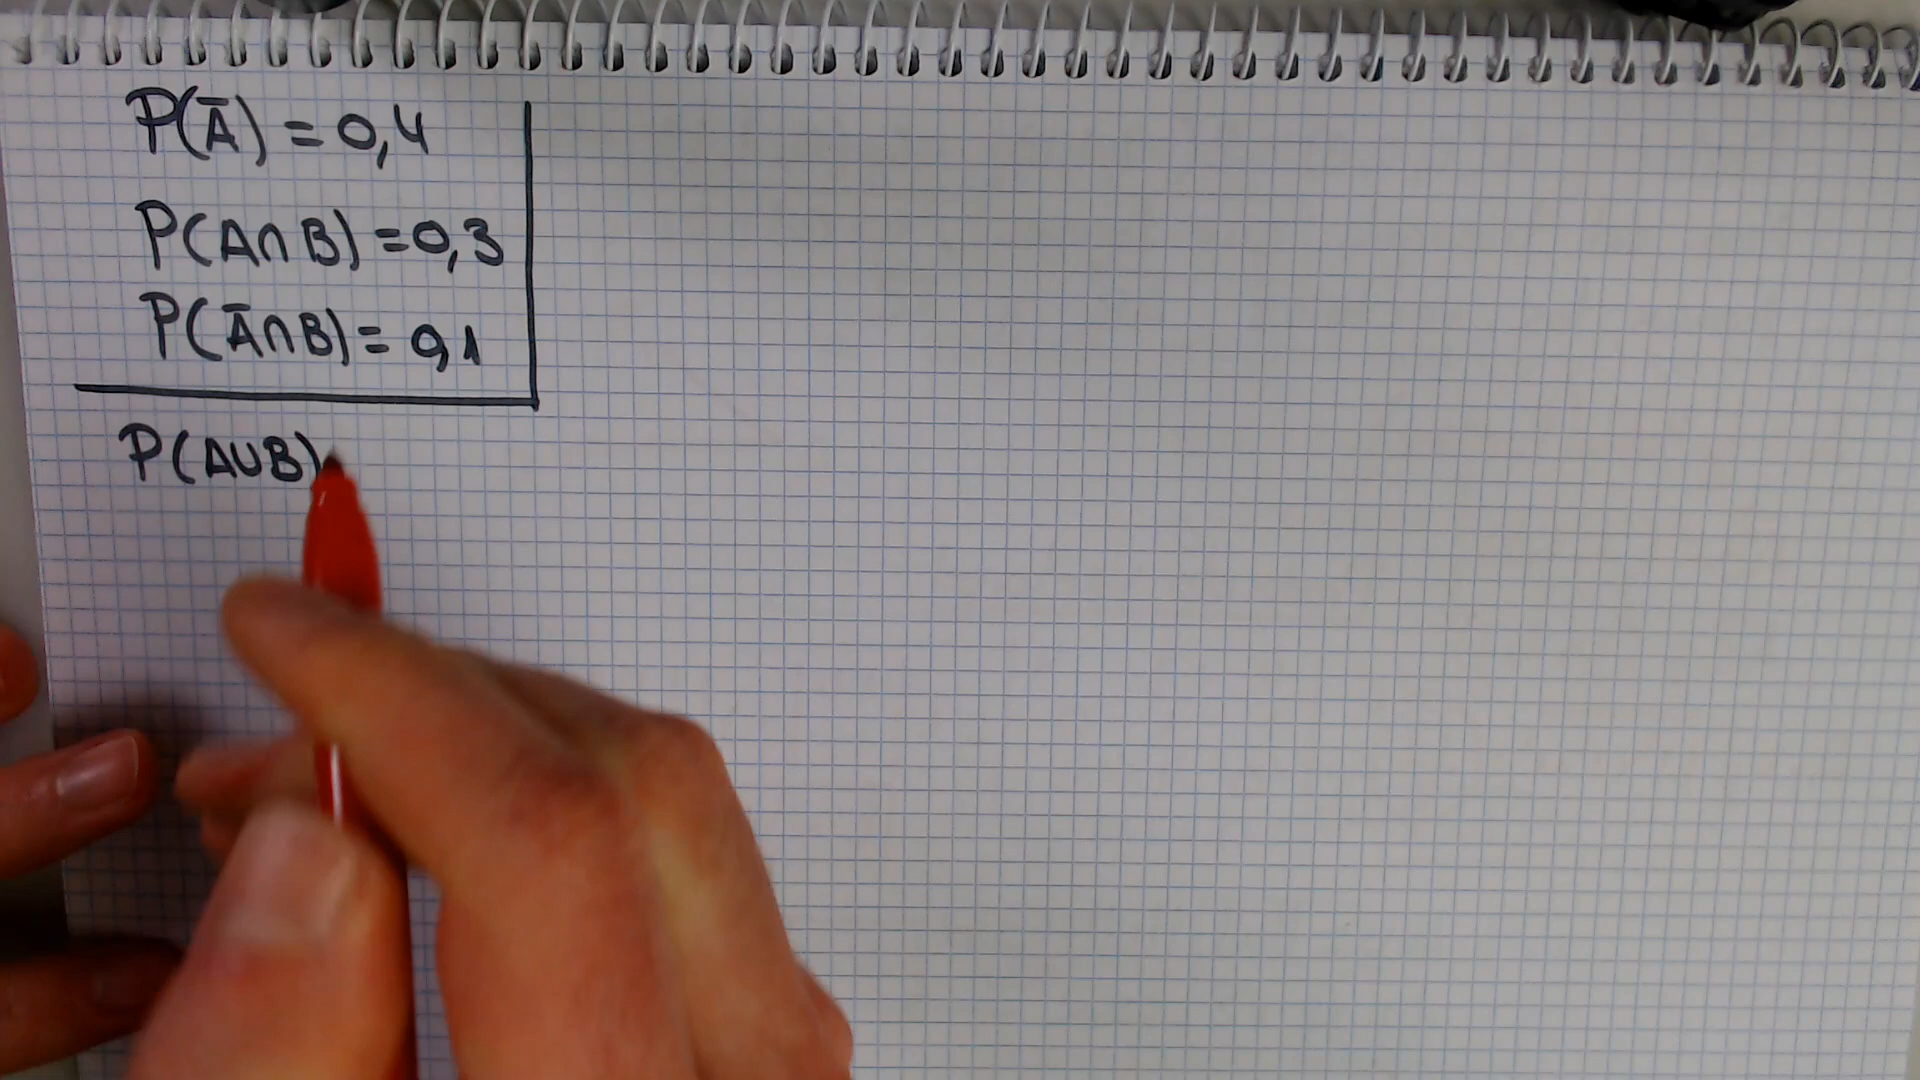 P(Ā) = 0,4
P(A∩B) = 0,3
P(Ā∩B) = 0,1
P(A∪B)